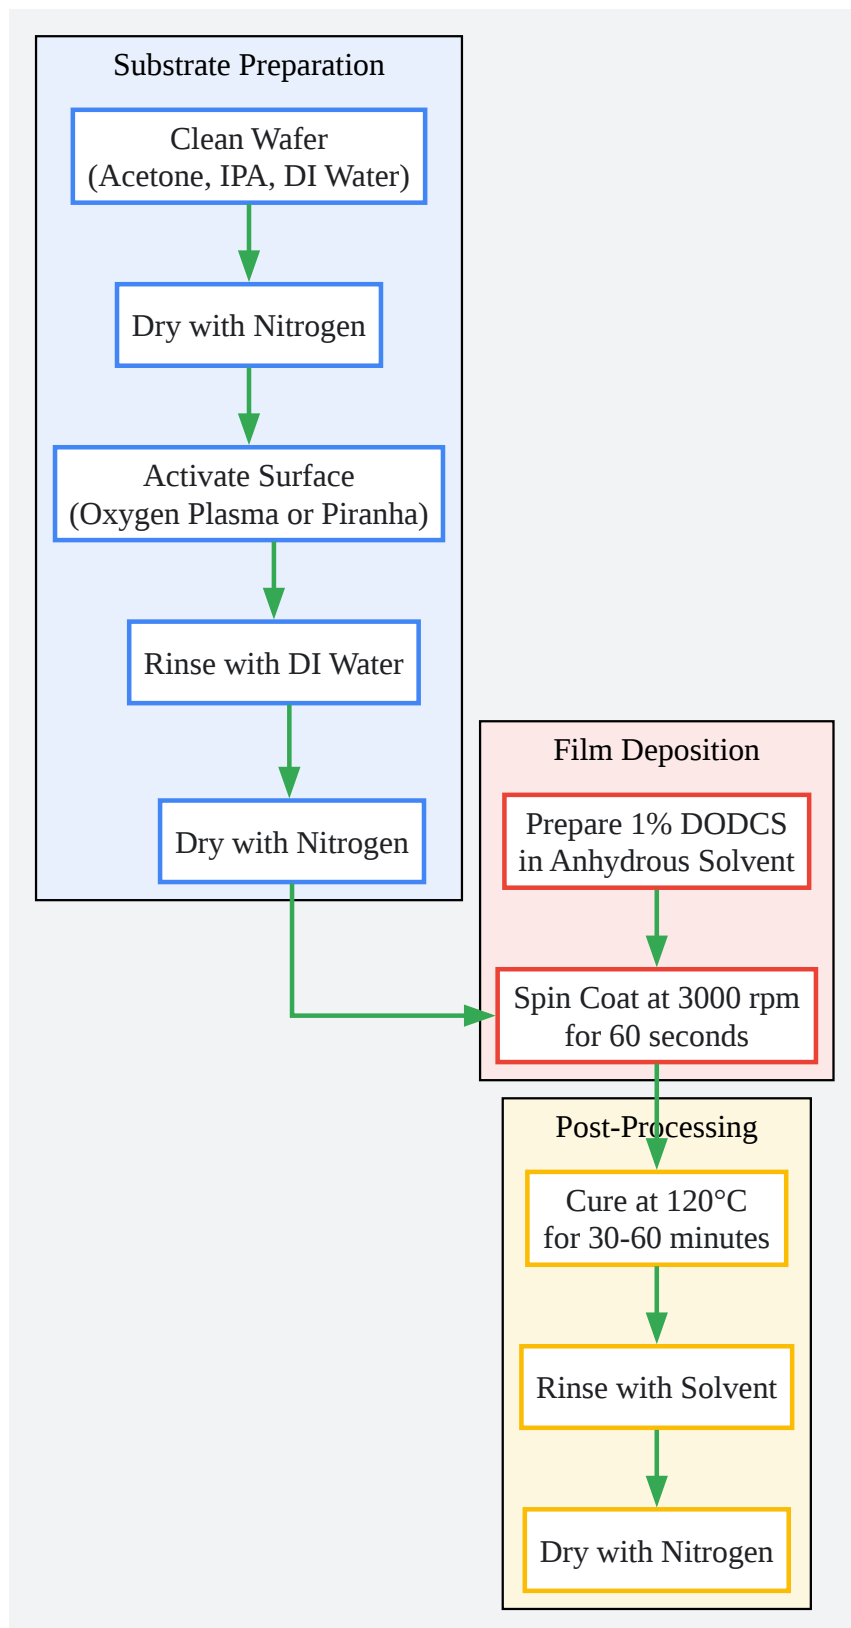 Substrate Preparation
Clean Wafer
(Acetone, IPA, DI Water)
Dry with Nitrogen
Activate Surface
(Oxygen Plasma or Piranha)
Rinse with DI Water
Dry with Nitrogen
Film Deposition
Prepare 1% DODCS
in Anhydrous Solvent
Spin Coat at 3000 rpm
for 60 seconds
Post-Processing
Cure at 120°C
for 30-60 minutes
Rinse with Solvent
Dry with Nitrogen